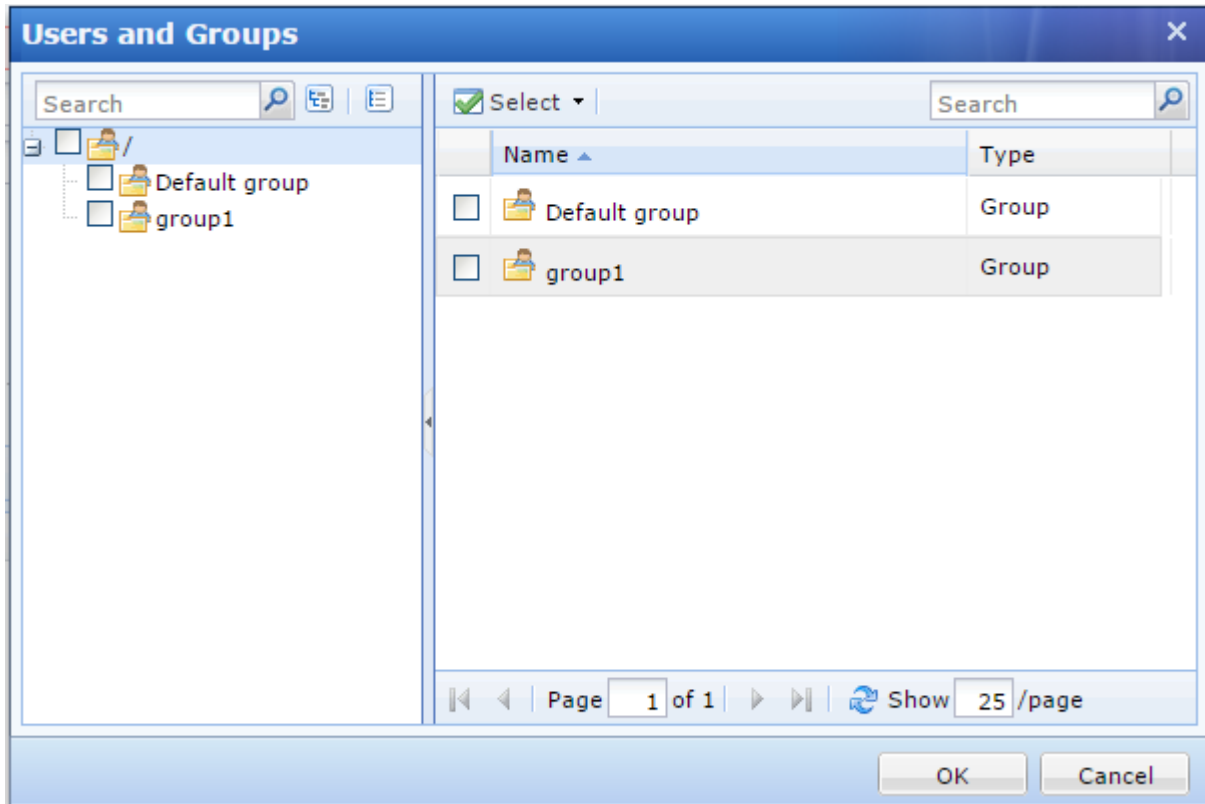 Users and Groups
Search
/
Default group
group1
Select
Search
Name Type
Default group Group
group1 Group
Page 1 of 1 Show 25 /page
OK Cancel